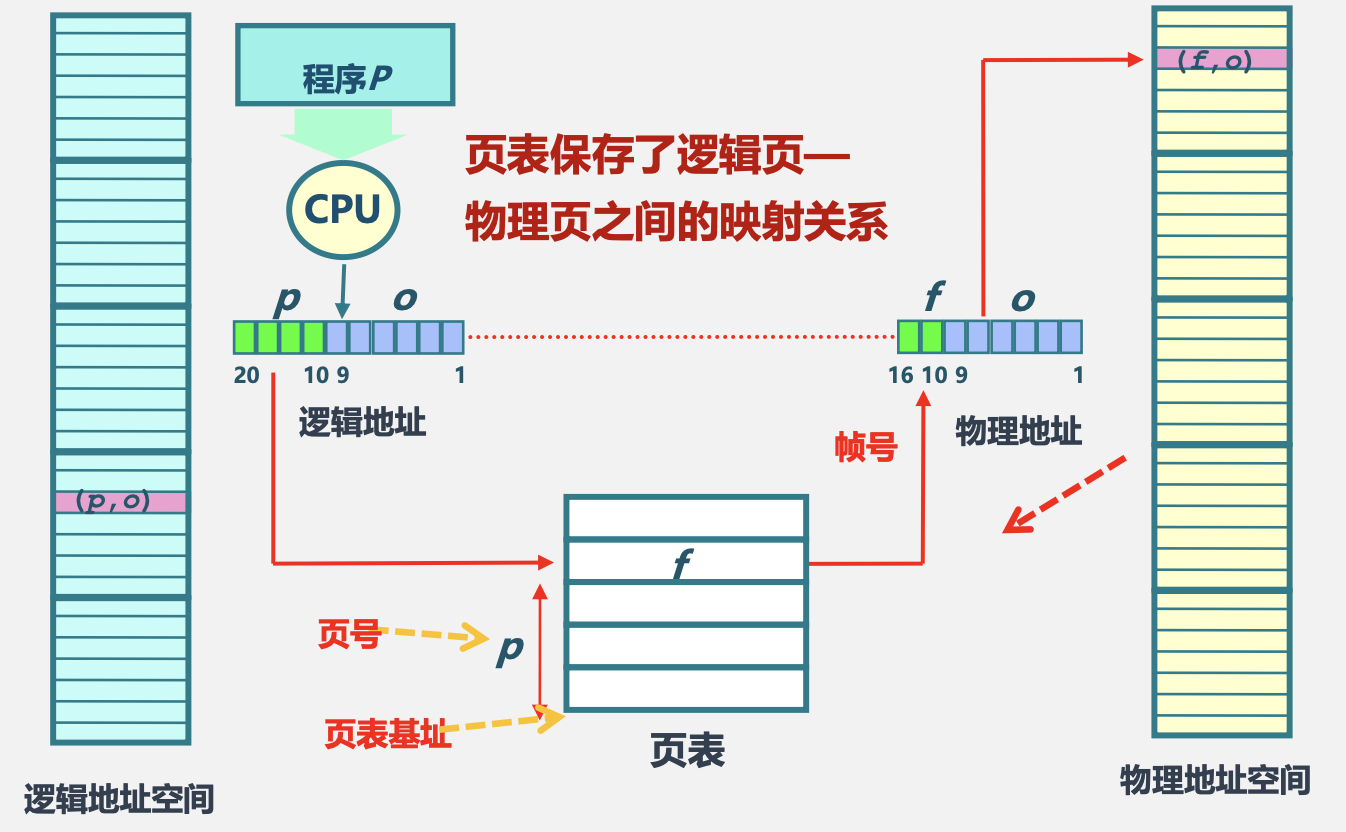 程序P
(f,o)
页表保存了逻辑页—
物理页之间的映射关系
CPU
p
o
f
o
20
10 9
1
16 10 9
1
逻辑地址
物理地址
帧号
(p,o)
f
页号
p
页表基址
页表
逻辑地址空间
物理地址空间